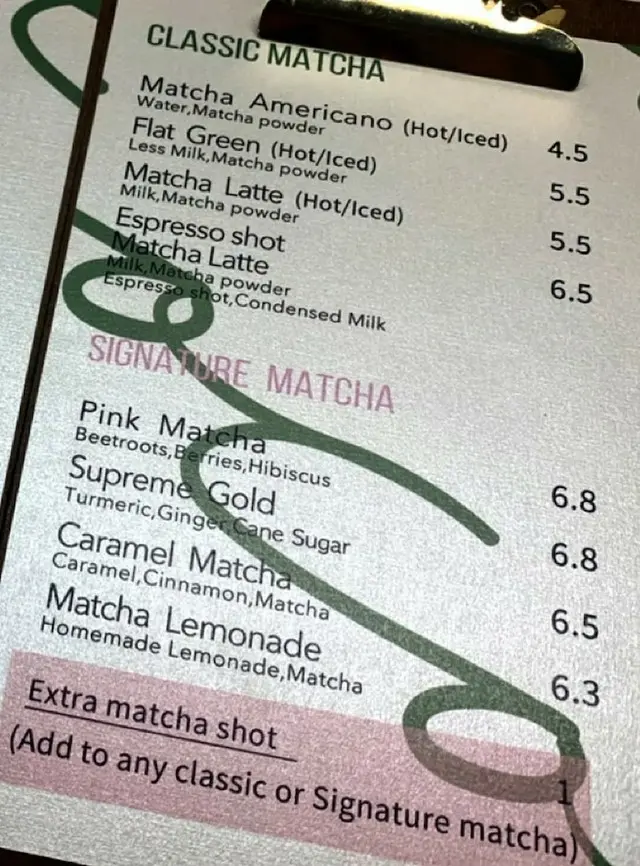 CLASSIC MATCHA
Matcha Americano (Hot/Iced) 4.5
Water,Matcha powder
Flat Green (Hot/Iced) 5.5
Less Milk,Matcha powder
Matcha Latte (Hot/Iced) 5.5
Milk,Matcha powder
Espresso shot 6.5
Matcha Latte
Milk,Matcha powder
Espresso shot,Condensed Milk
SIGNATURE MATCHA
Pink Matcha 6.8
Beetroots,Berries,Hibiscus
Supreme Gold 6.8
Turmeric,Ginger,Cane Sugar
Caramel Matcha 6.5
Caramel,Cinnamon,Matcha
Matcha Lemonade 6.3
Homemade Lemonade,Matcha
Extra matcha shot 1
(Add to any classic or Signature matcha)